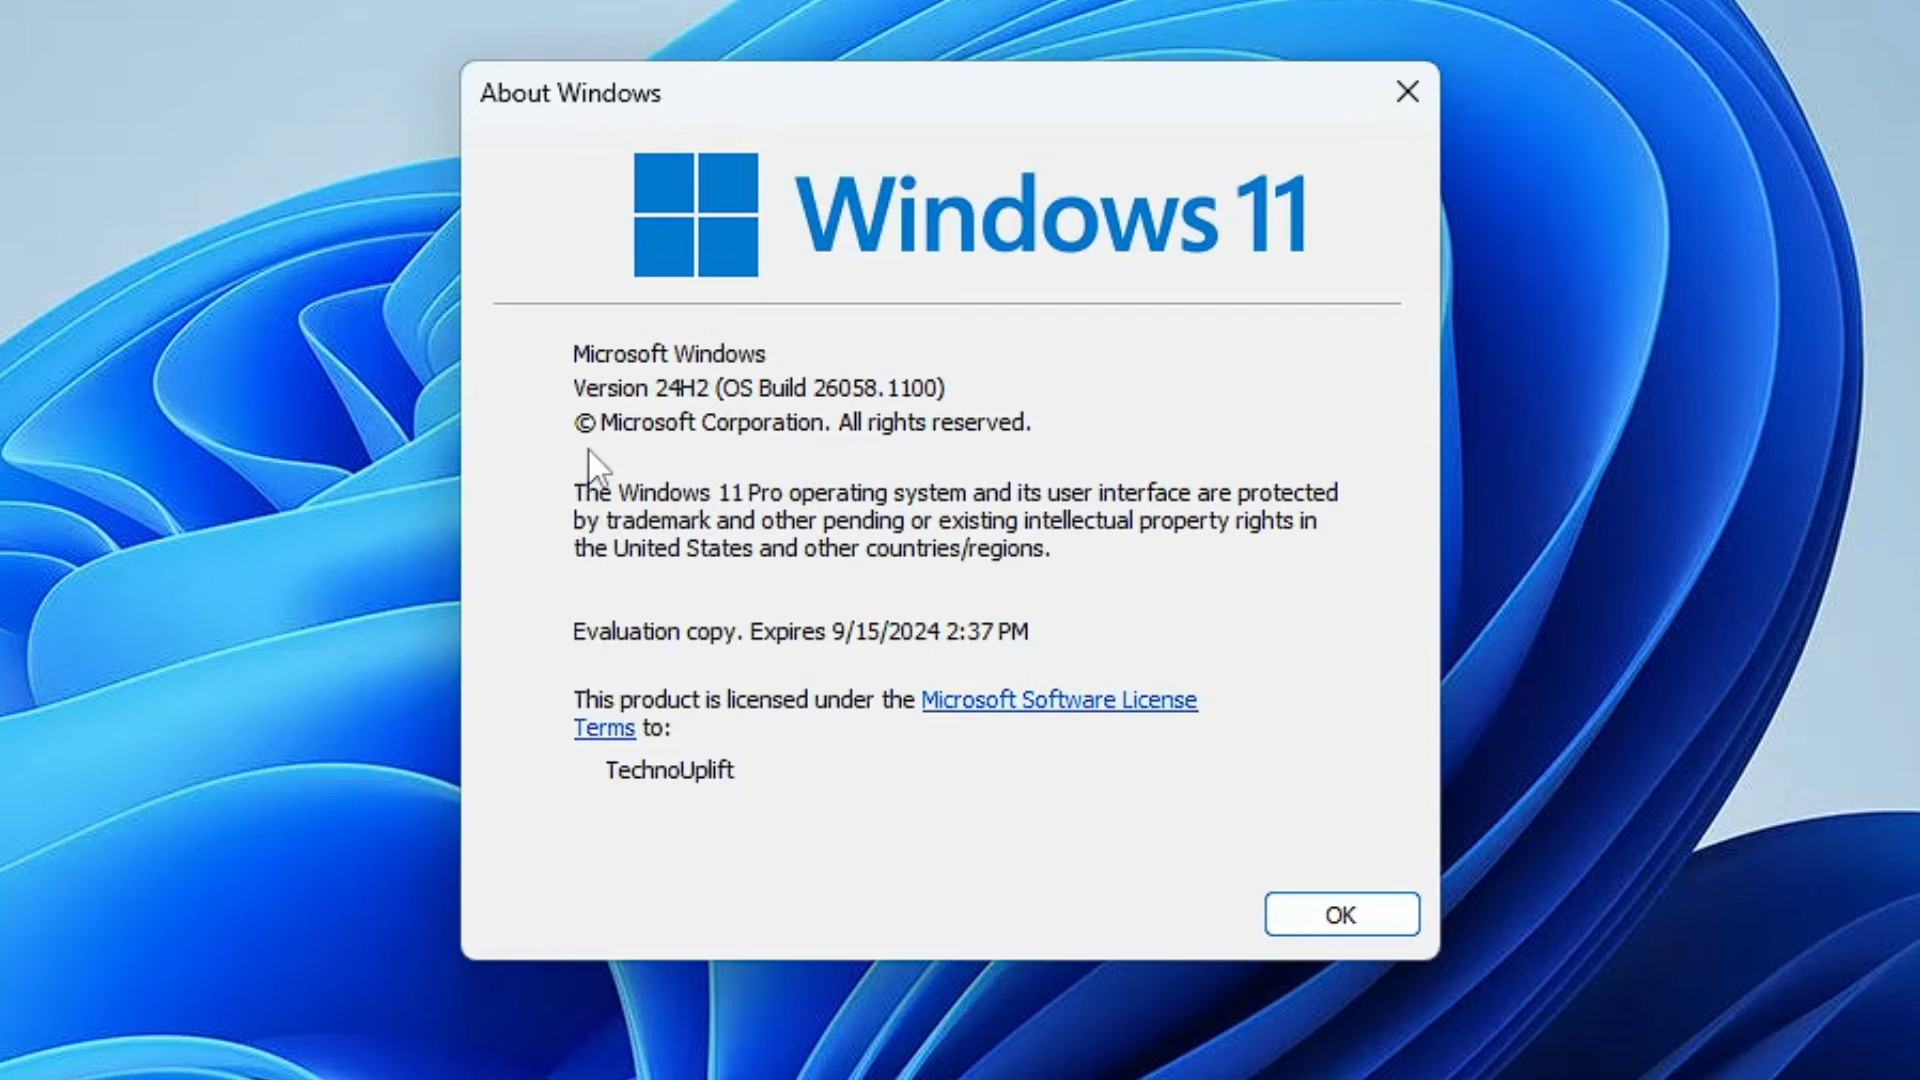 About Windows
Windows 11
Microsoft Windows
Version 24H2 (OS Build 26058.1100)
© Microsoft Corporation. All rights reserved.
The Windows 11 Pro operating system and its user interface are protected
by trademark and other pending or existing intellectual property rights in
the United States and other countries/regions.
Evaluation copy. Expires 9/15/2024 2:37 PM
This product is licensed under the Microsoft Software License
Terms to:
TechnoUplift
OK